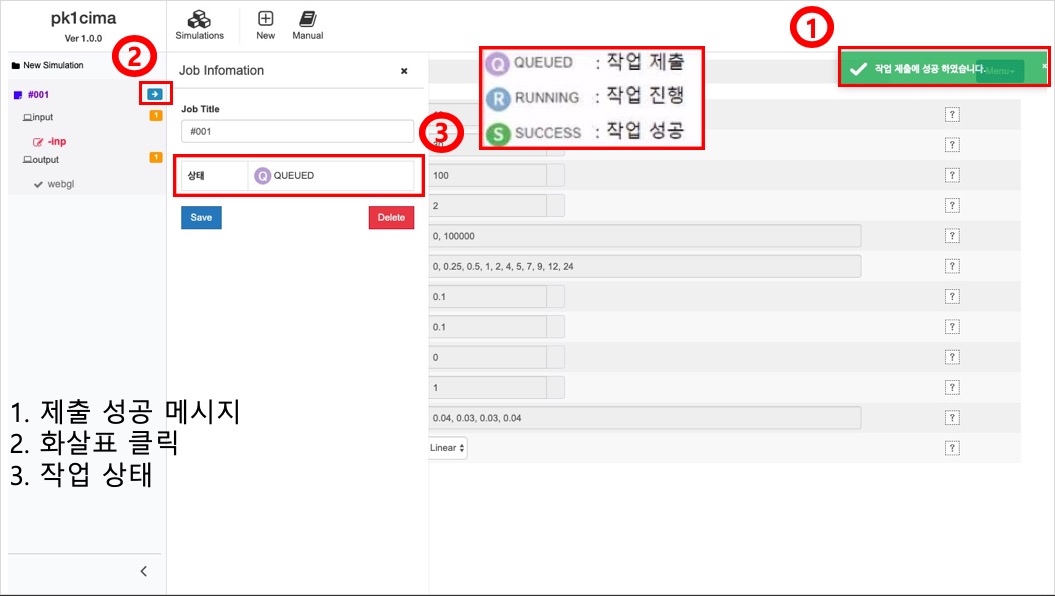 pk1cima
Ver 1.0.0
Simulations
New
Manual
1
작업 제출에 성공 하였습니다.
Menu
×
2
New Simulation
#001
input
1
-inp
output
1
webgl
Job Infomation
×
Job Title
#001
3
상태
Q QUEUED
Save
Delete
Q QUEUED : 작업 제출
R RUNNING : 작업 진행
S SUCCESS : 작업 성공
?
?
100
?
2
?
0, 100000
?
0, 0.25, 0.5, 1, 2, 4, 5, 7, 9, 12, 24
?
0.1
?
0.1
?
0
?
1
?
0.04, 0.03, 0.03, 0.04
?
Linear
?
1. 제출 성공 메시지
2. 화살표 클릭
3. 작업 상태